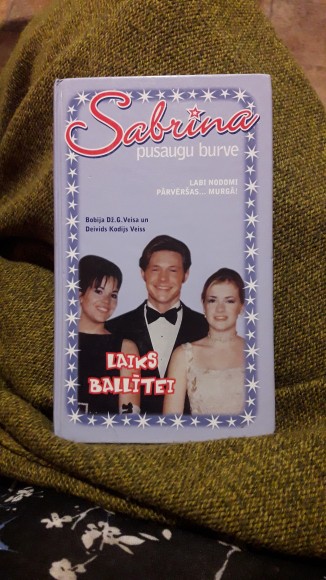 Sabrina
pusaugu burve
LABI NODOMI
PĀRVĒRŠAS... MURGĀ!
Bobija Dž.G.Veisa un
Deivids Kodijs Veiss
LAIKS
BALLĪTEI